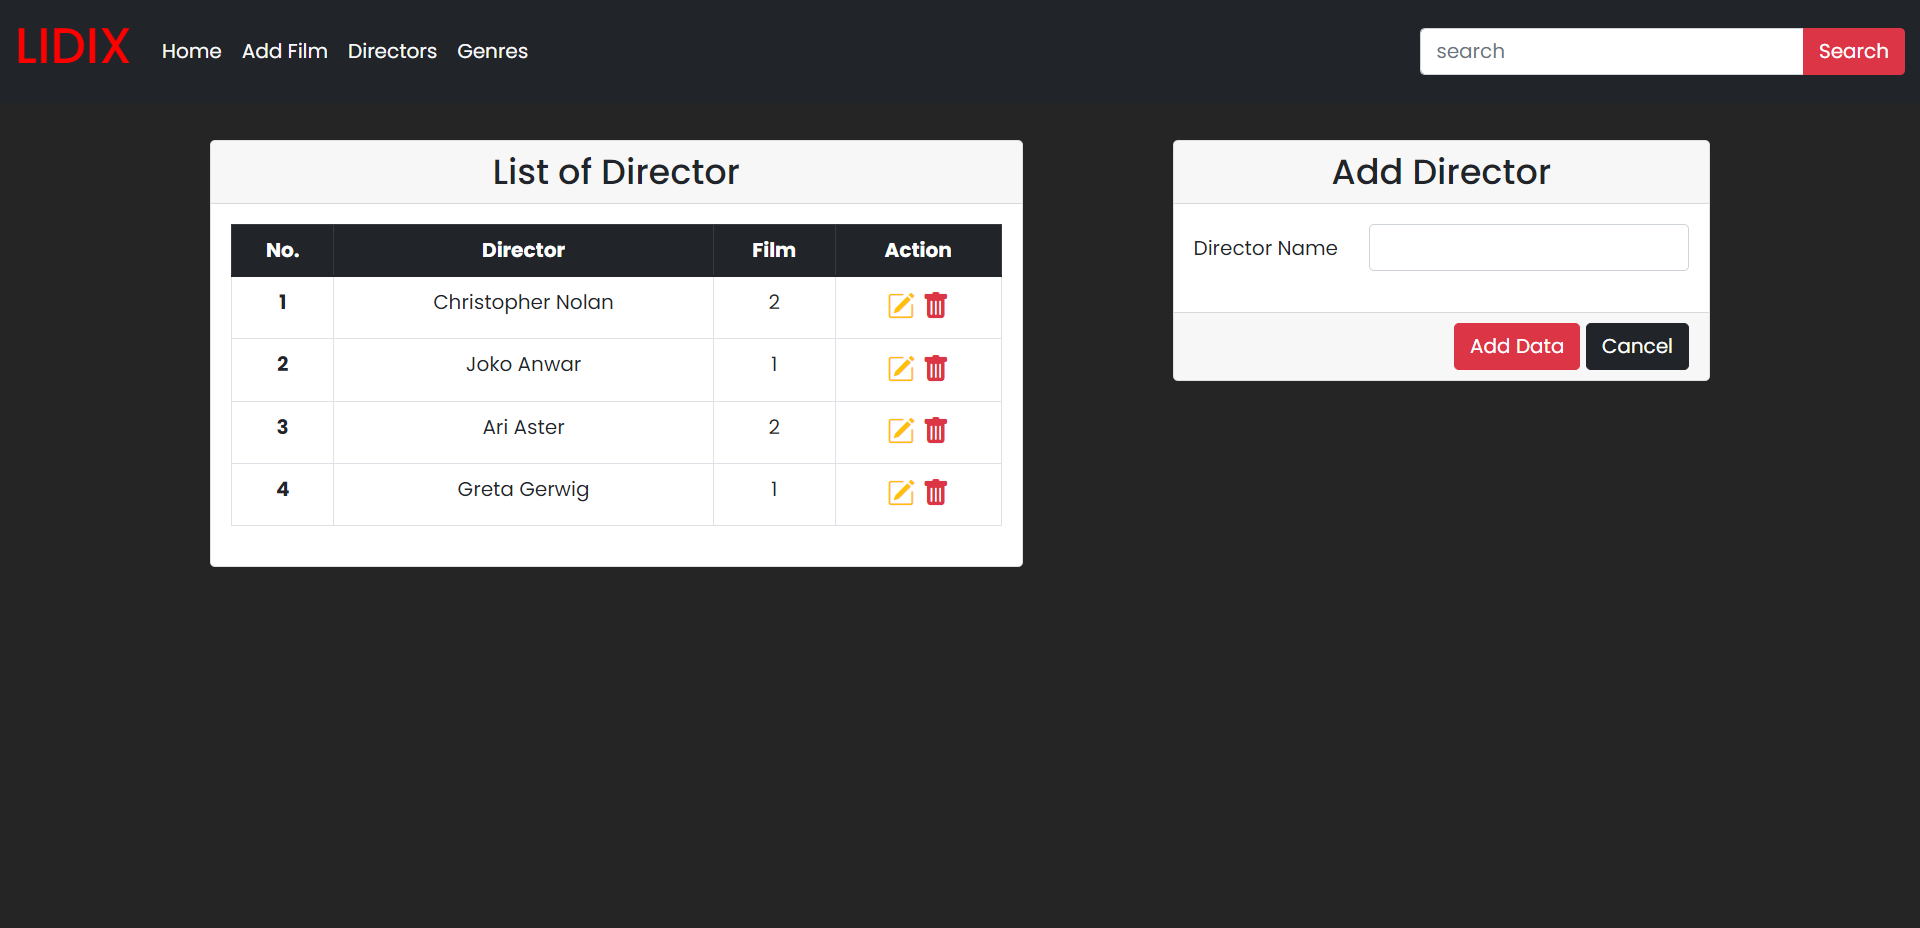 LIDIX Home Add Film Directors Genres search Search
List of Director
No. Director Film Action
1 Christopher Nolan 2
2 Joko Anwar 1
3 Ari Aster 2
4 Greta Gerwig 1
Add Director
Director Name
Add Data Cancel